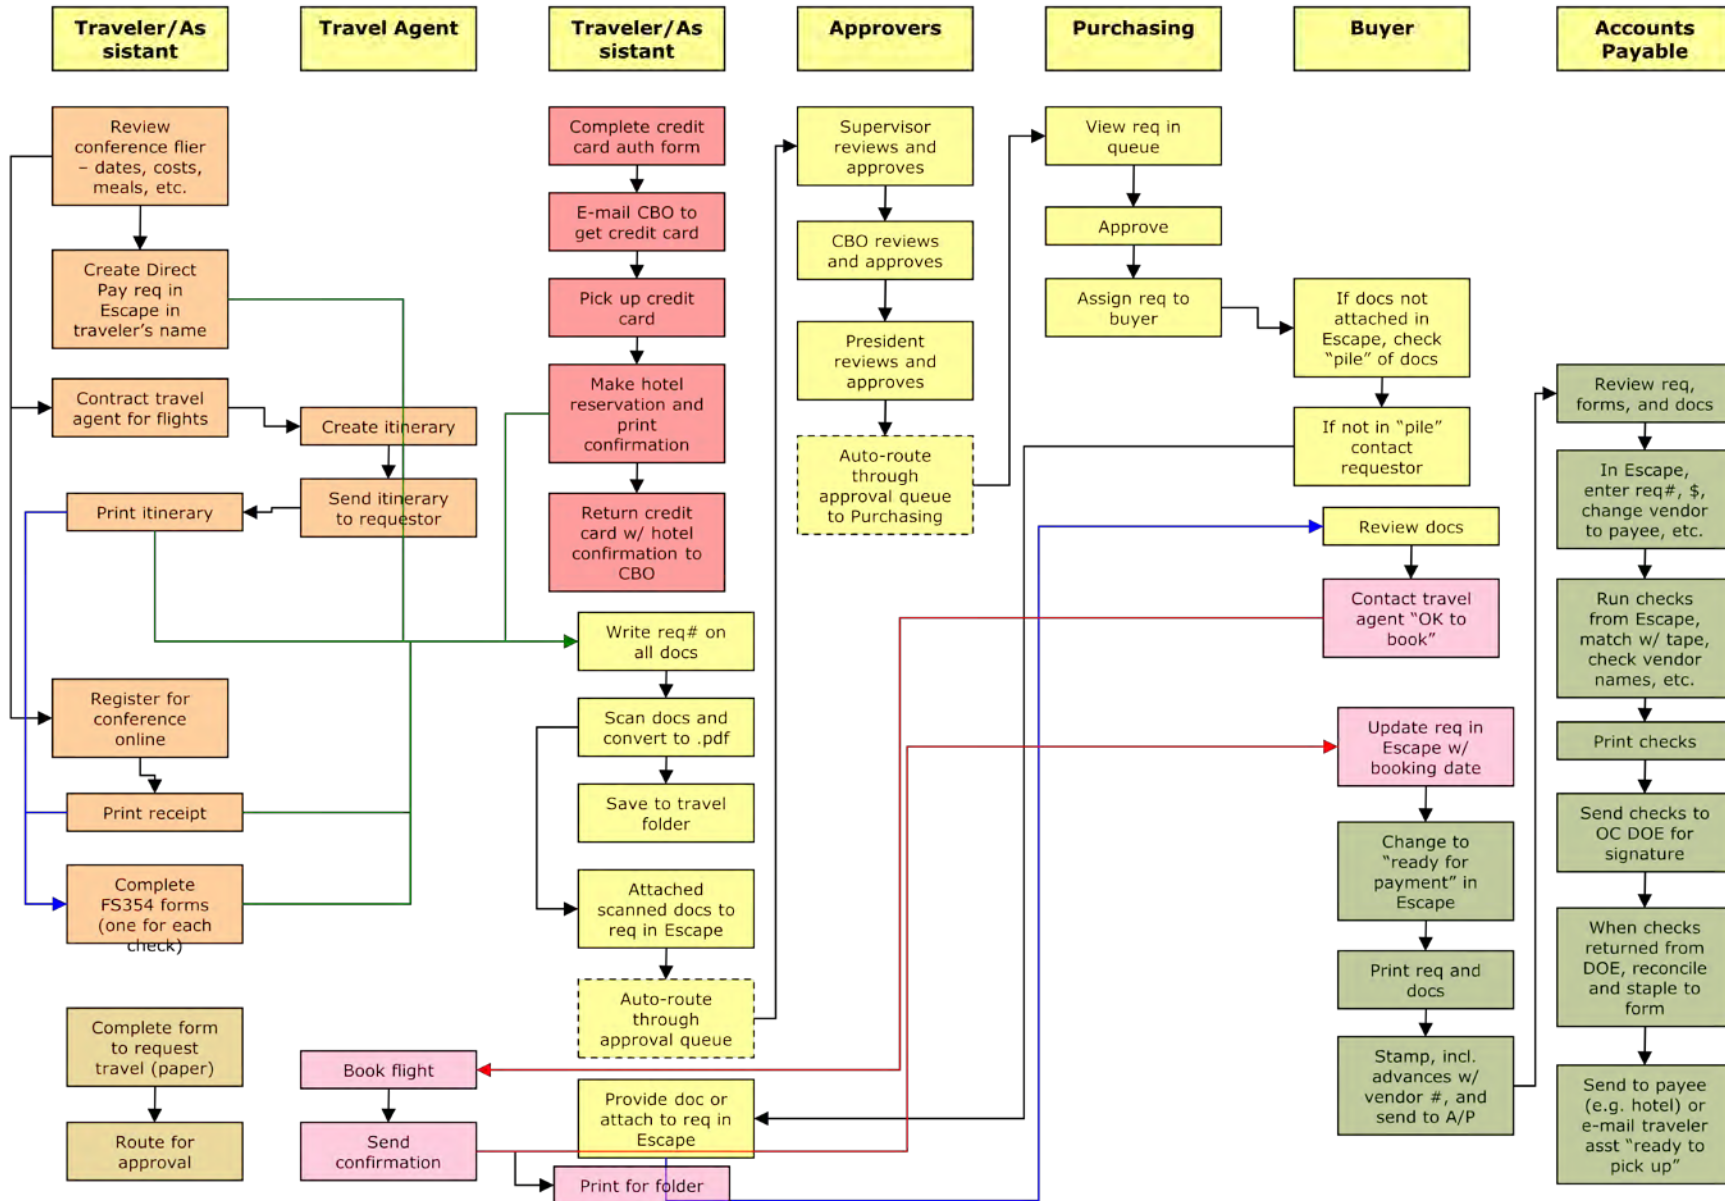 Traveler/As
sistant
Travel Agent
Traveler/As
sistant
Approvers
Purchasing
Buyer
Accounts
Payable
Review
conference flier
– dates, costs,
meals, etc.
Create Direct
Pay req in
Escape in
traveler’s name
Contract travel
agent for flights
Print itinerary
Register for
conference
online
Print receipt
Complete
FS354 forms
(one for each
check)
Complete form
to request
travel (paper)
Route for
approval
Create itinerary
Send itinerary
to requestor
Book flight
Send
confirmation
Print for folder
Complete credit
card auth form
E-mail CBO to
get credit card
Pick up credit
card
Make hotel
reservation and
print
confirmation
Return credit
card w/ hotel
confirmation to
CBO
Write req# on
all docs
Scan docs and
convert to .pdf
Save to travel
folder
Attached
scanned docs to
req in Escape
Auto-route
through
approval queue
Provide doc or
attach to req in
Escape
Supervisor
reviews and
approves
CBO reviews
and approves
President
reviews and
approves
Auto-route
through
approval queue
to Purchasing
View req in
queue
Approve
Assign req to
buyer
If docs not
attached in
Escape, check
“pile” of docs
If not in “pile”
contact
requestor
Review docs
Contact travel
agent “OK to
book”
Update req in
Escape w/
booking date
Change to
“ready for
payment” in
Escape
Print req and
docs
Stamp, incl.
advances w/
vendor #, and
send to A/P
Review req,
forms, and docs
In Escape,
enter req#, $,
change vendor
to payee, etc.
Run checks
from Escape,
match w/ tape,
check vendor
names, etc.
Print checks
Send checks to
OC DOE for
signature
When checks
returned from
DOE, reconcile
and staple to
form
Send to payee
(e.g. hotel) or
e-mail traveler
asst “ready to
pick up”